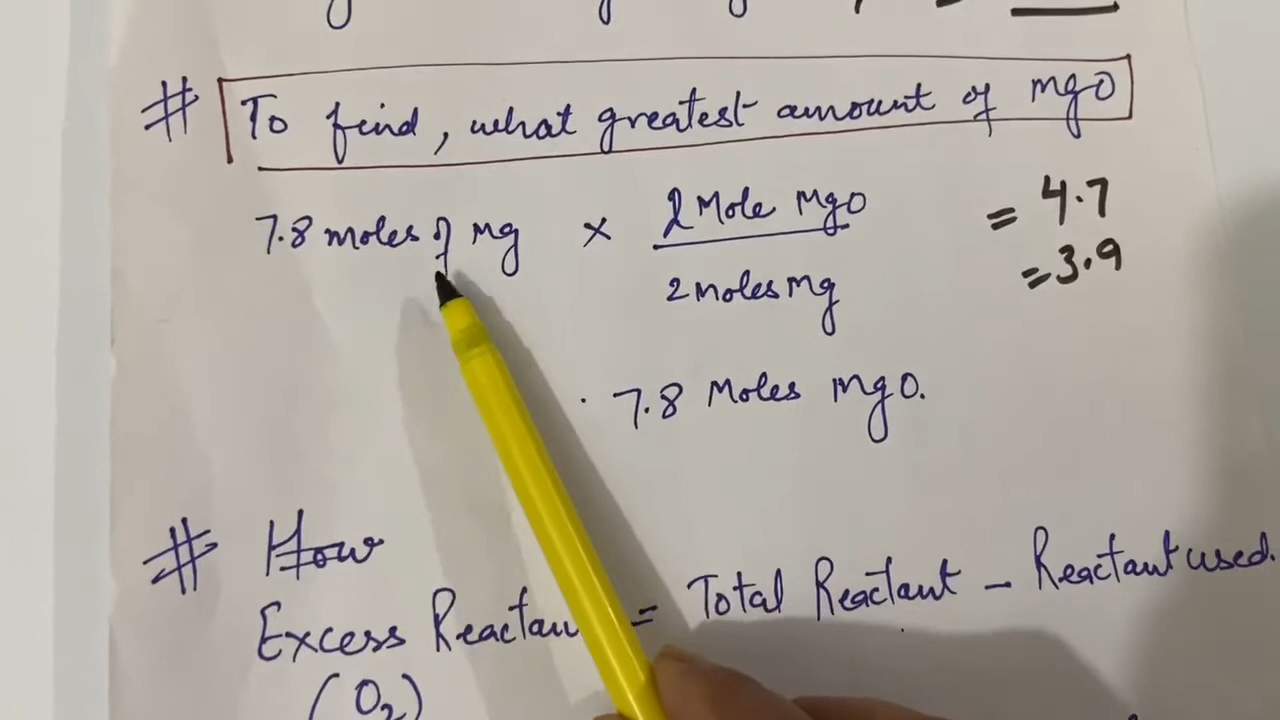 # To find, what greatest amount of MgO
7.8 moles of Mg × 2 Mole MgO = 4.7
2 moles Mg = 3.9
7.8 Moles MgO.
# How
Excess Reactan = Total Reactant - Reactant used.
(O₂)